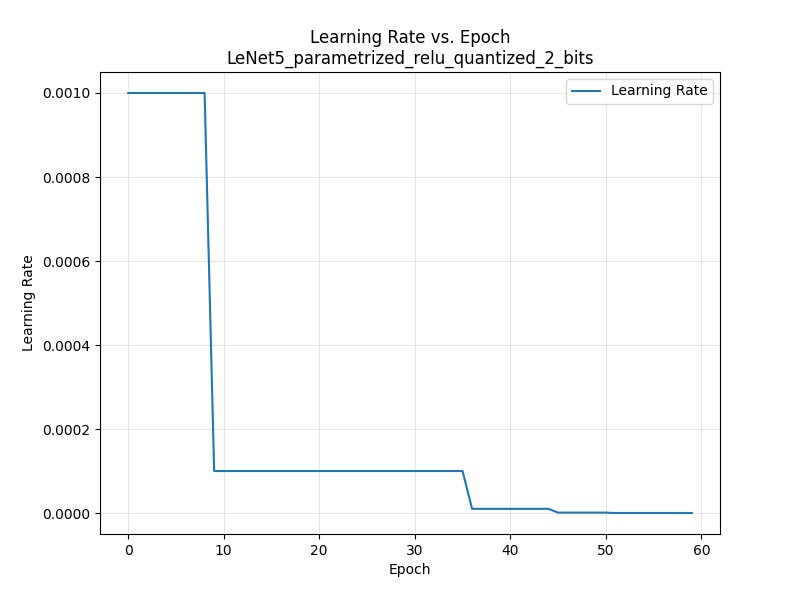 Learning Rate vs. Epoch
LeNet5_parametrized_relu_quantized_2_bits
Learning Rate
0.0010
0.0008
0.0006
0.0004
0.0002
0.0000
Learning Rate
0 10 20 30 40 50 60
Epoch